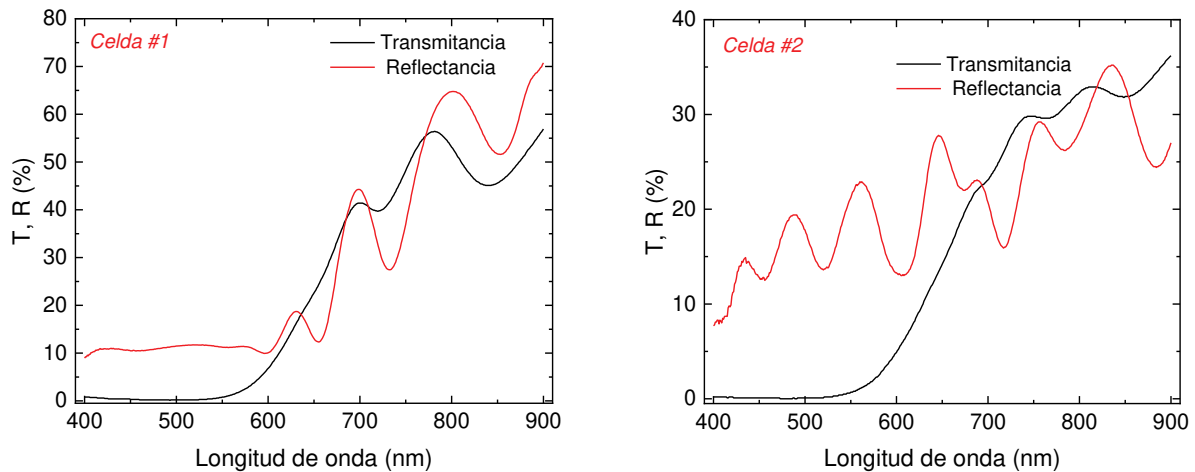 Celda #1
Transmitancia
Reflectancia
80
70
60
50
40
30
20
10
0
T, R (%)
400 500 600 700 800 900
Longitud de onda (nm)
Celda #2
Transmitancia
Reflectancia
40
30
20
10
0
T, R (%)
400 500 600 700 800 900
Longitud de onda (nm)